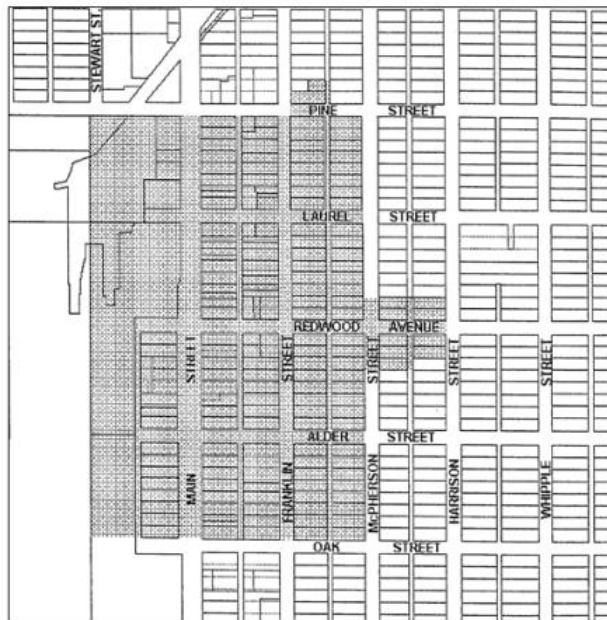 STEWART ST.
PINE STREET
LAUREL STREET
REDWOOD AVENUE
STREET
STREET
STREET
STREET
STREET
ALDER STREET
MAIN
FRANKLIN
McPHERSON
HARRISON
WHIPPLE
OAK STREET